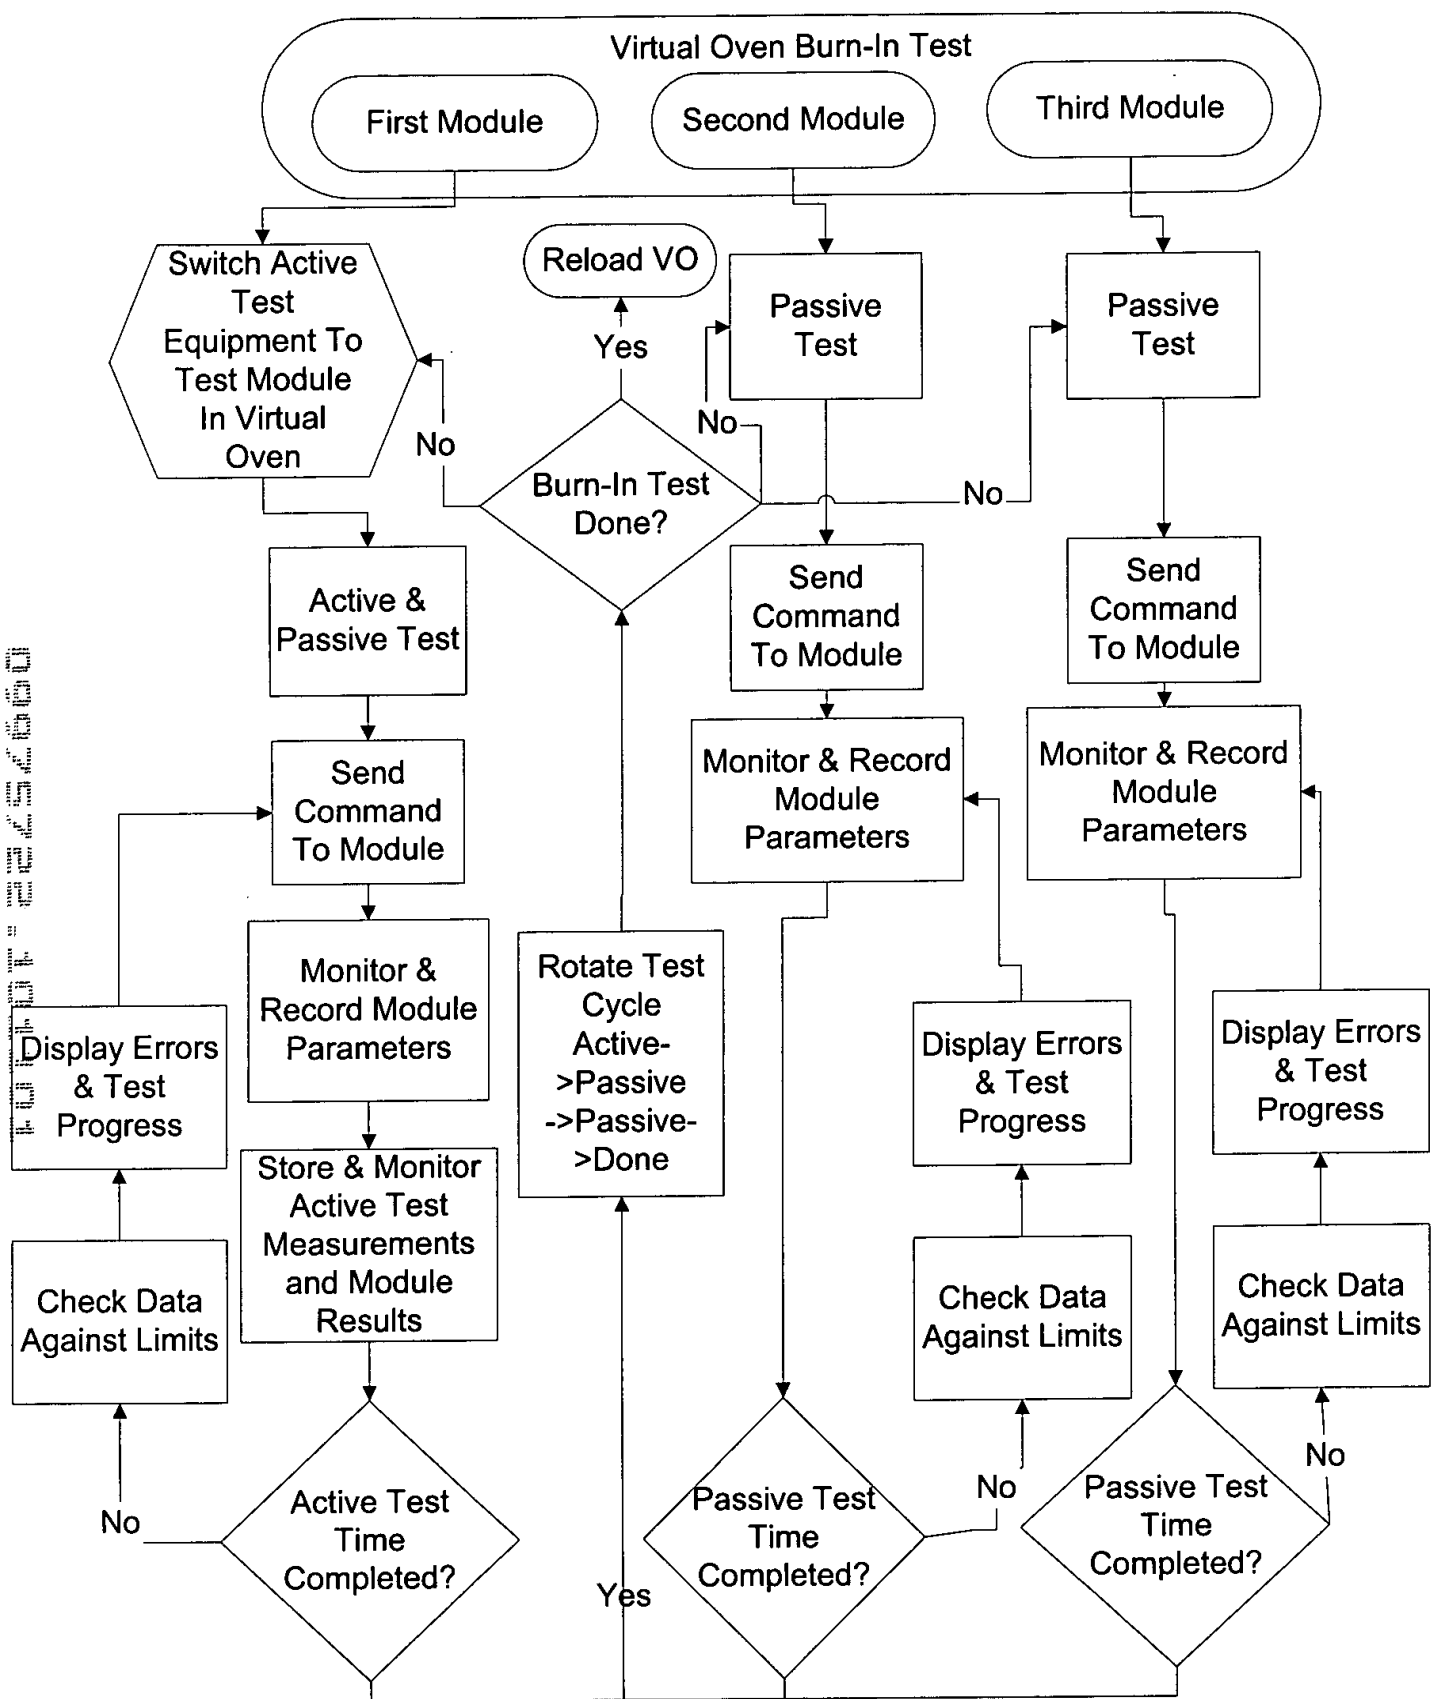 Virtual Oven Burn-In Test
First Module
Second Module
Third Module
Switch Active
Test
Equipment To
Test Module
In Virtual
Oven
Reload VO
Yes
Passive
Test
Passive
Test
No
No
No
Burn-In Test
Done?
Active &
Passive Test
Send
Command
To Module
Send
Command
To Module
Send
Command
To Module
Monitor & Record
Module
Parameters
Monitor & Record
Module
Parameters
Monitor &
Record Module
Parameters
Rotate Test
Cycle
Active-
>Passive
->Passive-
>Done
Display Errors
& Test
Progress
Display Errors
& Test
Progress
Display Errors
& Test
Progress
Store & Monitor
Active Test
Measurements
and Module
Results
Check Data
Against Limits
Check Data
Against Limits
Check Data
Against Limits
No
Active Test
Time
Completed?
Yes
Passive Test
Time
Completed?
No
Passive Test
Time
Completed?
No